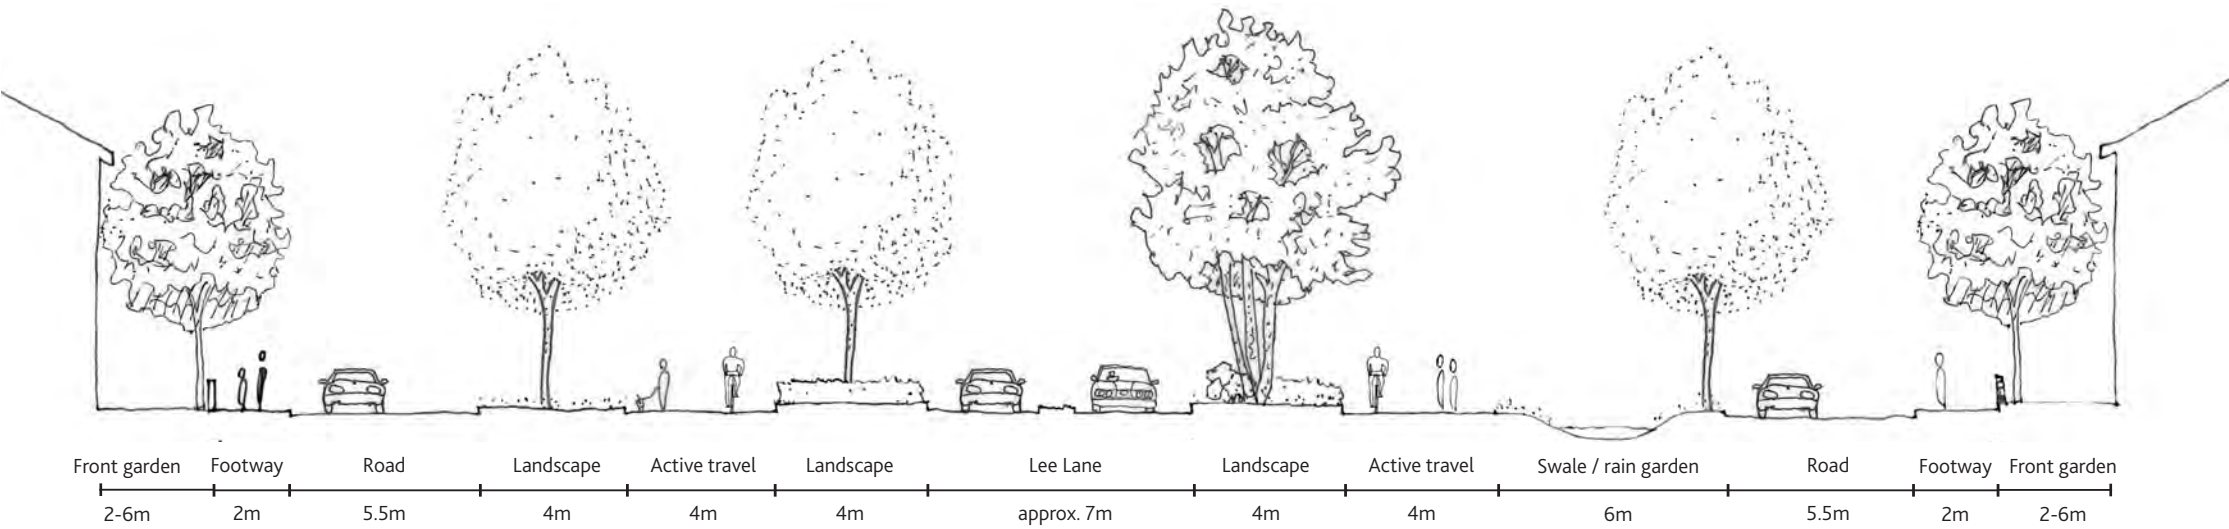 Front garden Footway Road Landscape Active travel Landscape Lee Lane Landscape Active travel Swale / rain garden Road Footway Front garden
2-6m 2m 5.5m 4m 4m 4m approx. 7m 4m 4m 6m 5.5m 2m 2-6m